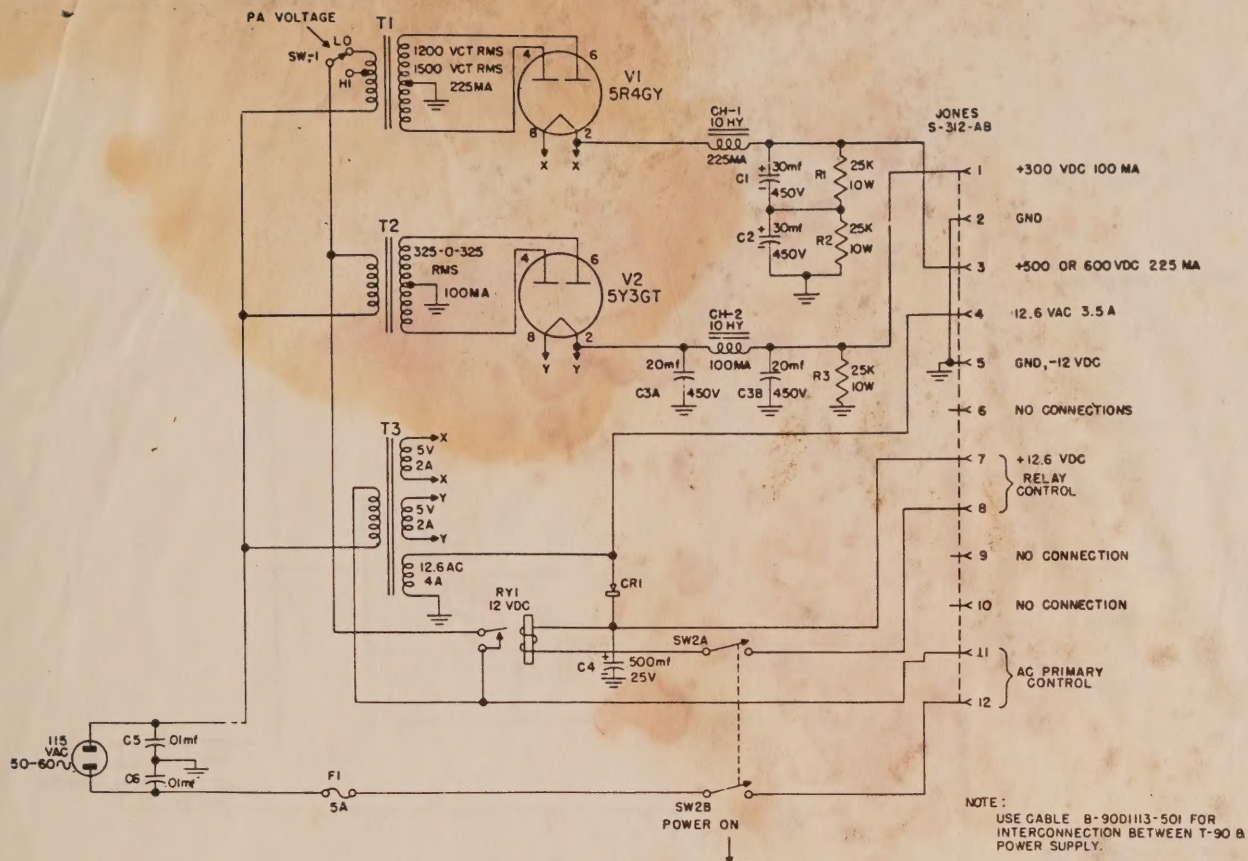 PA VOLTAGE
LO
SW-1
HI
T1
1200 VCT RMS
1500 VCT RMS
225MA
4
6
8
2
X
X
V1
5R4GY
CH-1
10 HY
225MA
C1
+
30mf
-
450V
R1
25K
10W
C2
+
30mf
-
450V
R2
25K
10W
T2
325-0-325
RMS
100MA
4
6
8
2
Y
Y
V2
5Y3GT
CH-2
10 HY
100MA
20mf
C3A
450V
20mf
C3B
450V
R3
25K
10W
T3
X
5V
2A
X
Y
5V
2A
Y
12.6 AC
4A
RY1
12 VDC
CR1
C4
+
-
500mf
25V
SW2A
SW2B
POWER ON
115
VAC
50-60~
C5
.01mf
C6
.01mf
F1
5A
JONES
S-312-AB
1 +300 VDC 100 MA
2 GND
3 +500 OR 600 VDC 225 MA
4 12.6 VAC 3.5 A
5 GND, -12 VDC
6 NO CONNECTIONS
7 +12.6 VDC
RELAY
CONTROL
8
9 NO CONNECTION
10 NO CONNECTION
11
AC PRIMARY
CONTROL
12
NOTE:
USE CABLE B-9001113-501 FOR
INTERCONNECTION BETWEEN T-90 &
POWER SUPPLY.